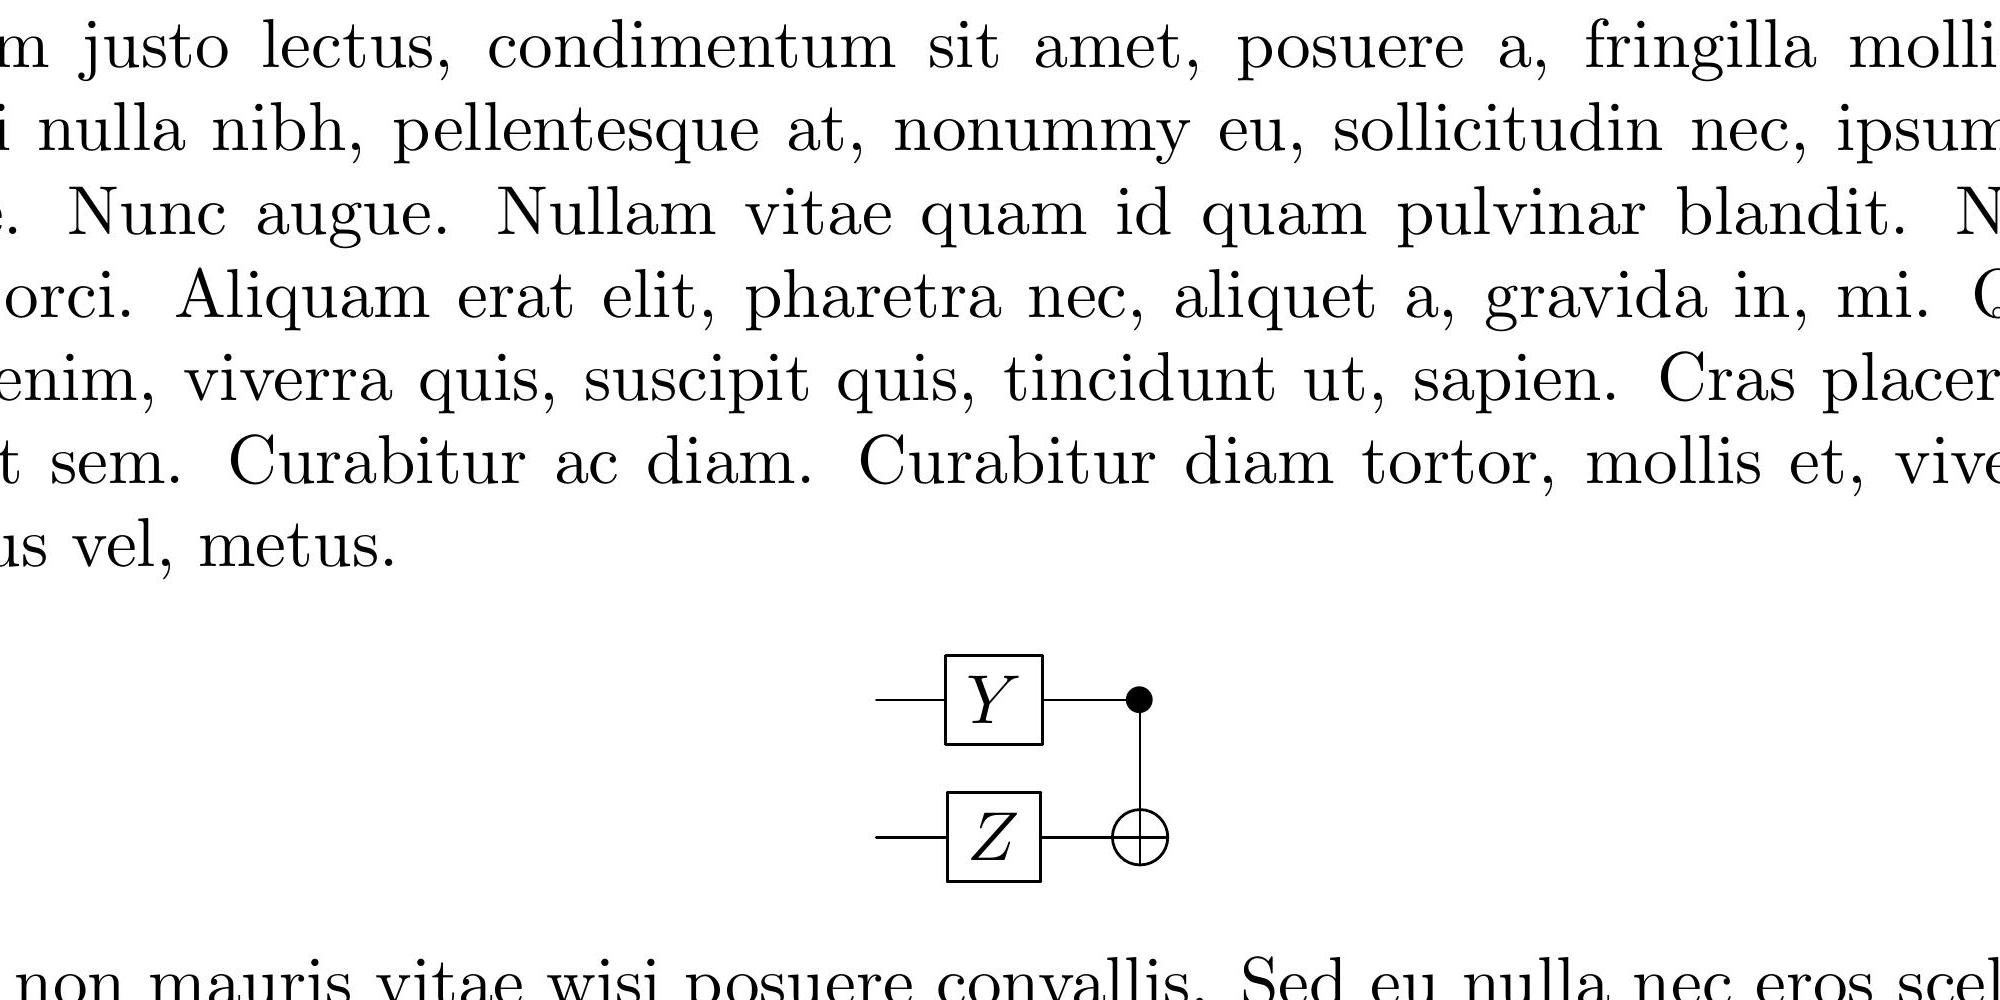 m justo lectus, condimentum sit amet, posuere a, fringilla molli
i nulla nibh, pellentesque at, nonummy eu, sollicitudin nec, ipsum
e. Nunc augue. Nullam vitae quam id quam pulvinar blandit. N
orci. Aliquam erat elit, pharetra nec, aliquet a, gravida in, mi. Q
enim, viverra quis, suscipit quis, tincidunt ut, sapien. Cras placer
t sem. Curabitur ac diam. Curabitur diam tortor, mollis et, vive
us vel, metus.
Y
Z
non mauris vitae wisi posuere convallis. Sed eu nulla nec eros scel